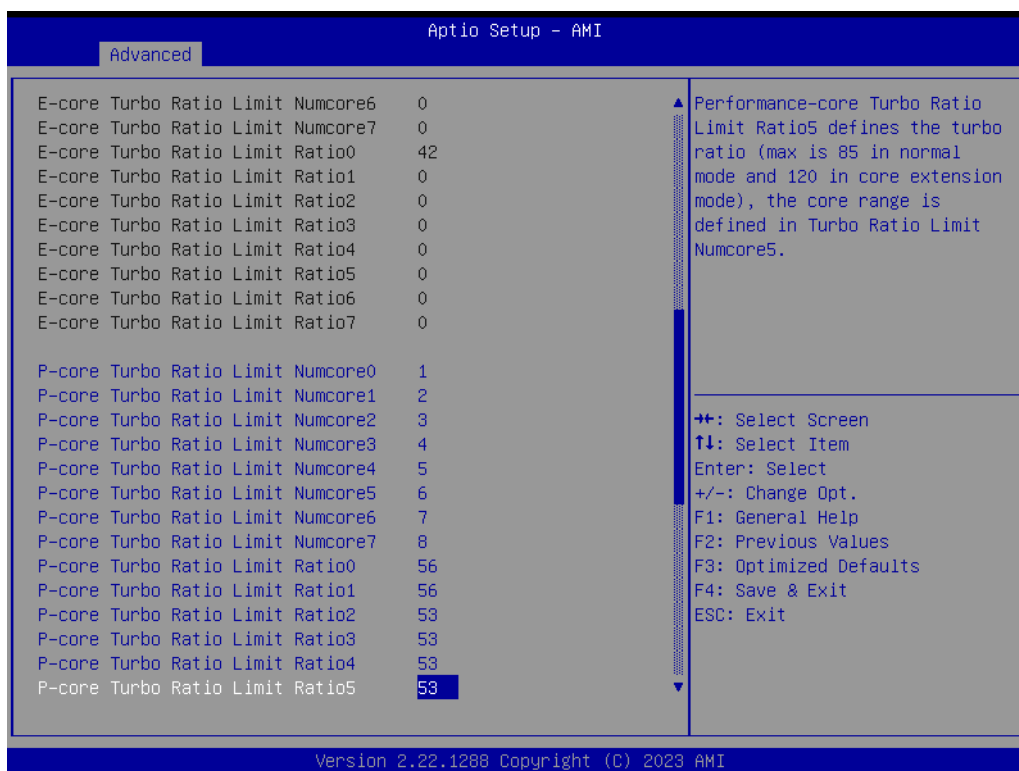 Aptio Setup - AMI
Advanced
E-core Turbo Ratio Limit Numcore6 0
E-core Turbo Ratio Limit Numcore7 0
E-core Turbo Ratio Limit Ratio0 42
E-core Turbo Ratio Limit Ratio1 0
E-core Turbo Ratio Limit Ratio2 0
E-core Turbo Ratio Limit Ratio3 0
E-core Turbo Ratio Limit Ratio4 0
E-core Turbo Ratio Limit Ratio5 0
E-core Turbo Ratio Limit Ratio6 0
E-core Turbo Ratio Limit Ratio7 0
P-core Turbo Ratio Limit Numcore0 1
P-core Turbo Ratio Limit Numcore1 2
P-core Turbo Ratio Limit Numcore2 3
P-core Turbo Ratio Limit Numcore3 4
P-core Turbo Ratio Limit Numcore4 5
P-core Turbo Ratio Limit Numcore5 6
P-core Turbo Ratio Limit Numcore6 7
P-core Turbo Ratio Limit Numcore7 8
P-core Turbo Ratio Limit Ratio0 56
P-core Turbo Ratio Limit Ratio1 56
P-core Turbo Ratio Limit Ratio2 53
P-core Turbo Ratio Limit Ratio3 53
P-core Turbo Ratio Limit Ratio4 53
P-core Turbo Ratio Limit Ratio5 53
Performance-core Turbo Ratio
Limit Ratio5 defines the turbo
ratio (max is 85 in normal
mode and 120 in core extension
mode), the core range is
defined in Turbo Ratio Limit
Numcore5.
→←: Select Screen
↑↓: Select Item
Enter: Select
+/-: Change Opt.
F1: General Help
F2: Previous Values
F3: Optimized Defaults
F4: Save & Exit
ESC: Exit
Version 2.22.1288 Copyright (C) 2023 AMI